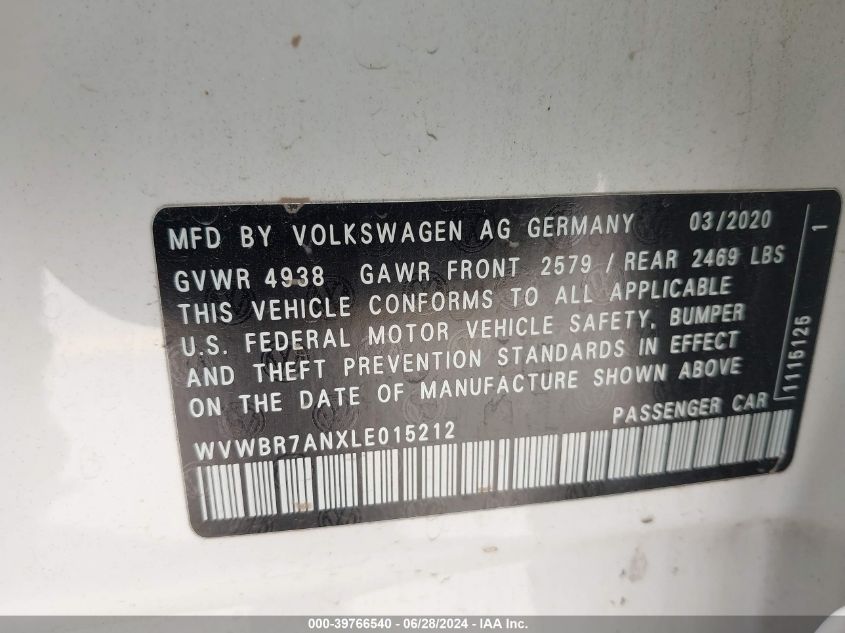 MFD BY VOLKSWAGEN AG GERMANY 03/2020
GVWR 4938 GAWR FRONT 2579 / REAR 2469 LBS
THIS VEHICLE CONFORMS TO ALL APPLICABLE
U.S. FEDERAL MOTOR VEHICLE SAFETY, BUMPER
AND THEFT PREVENTION STANDARDS IN EFFECT
ON THE DATE OF MANUFACTURE SHOWN ABOVE
PASSENGER CAR
WVWBR7ANXLE015212
1116126
1
000-39766540 - 06/28/2024 - IAA Inc.